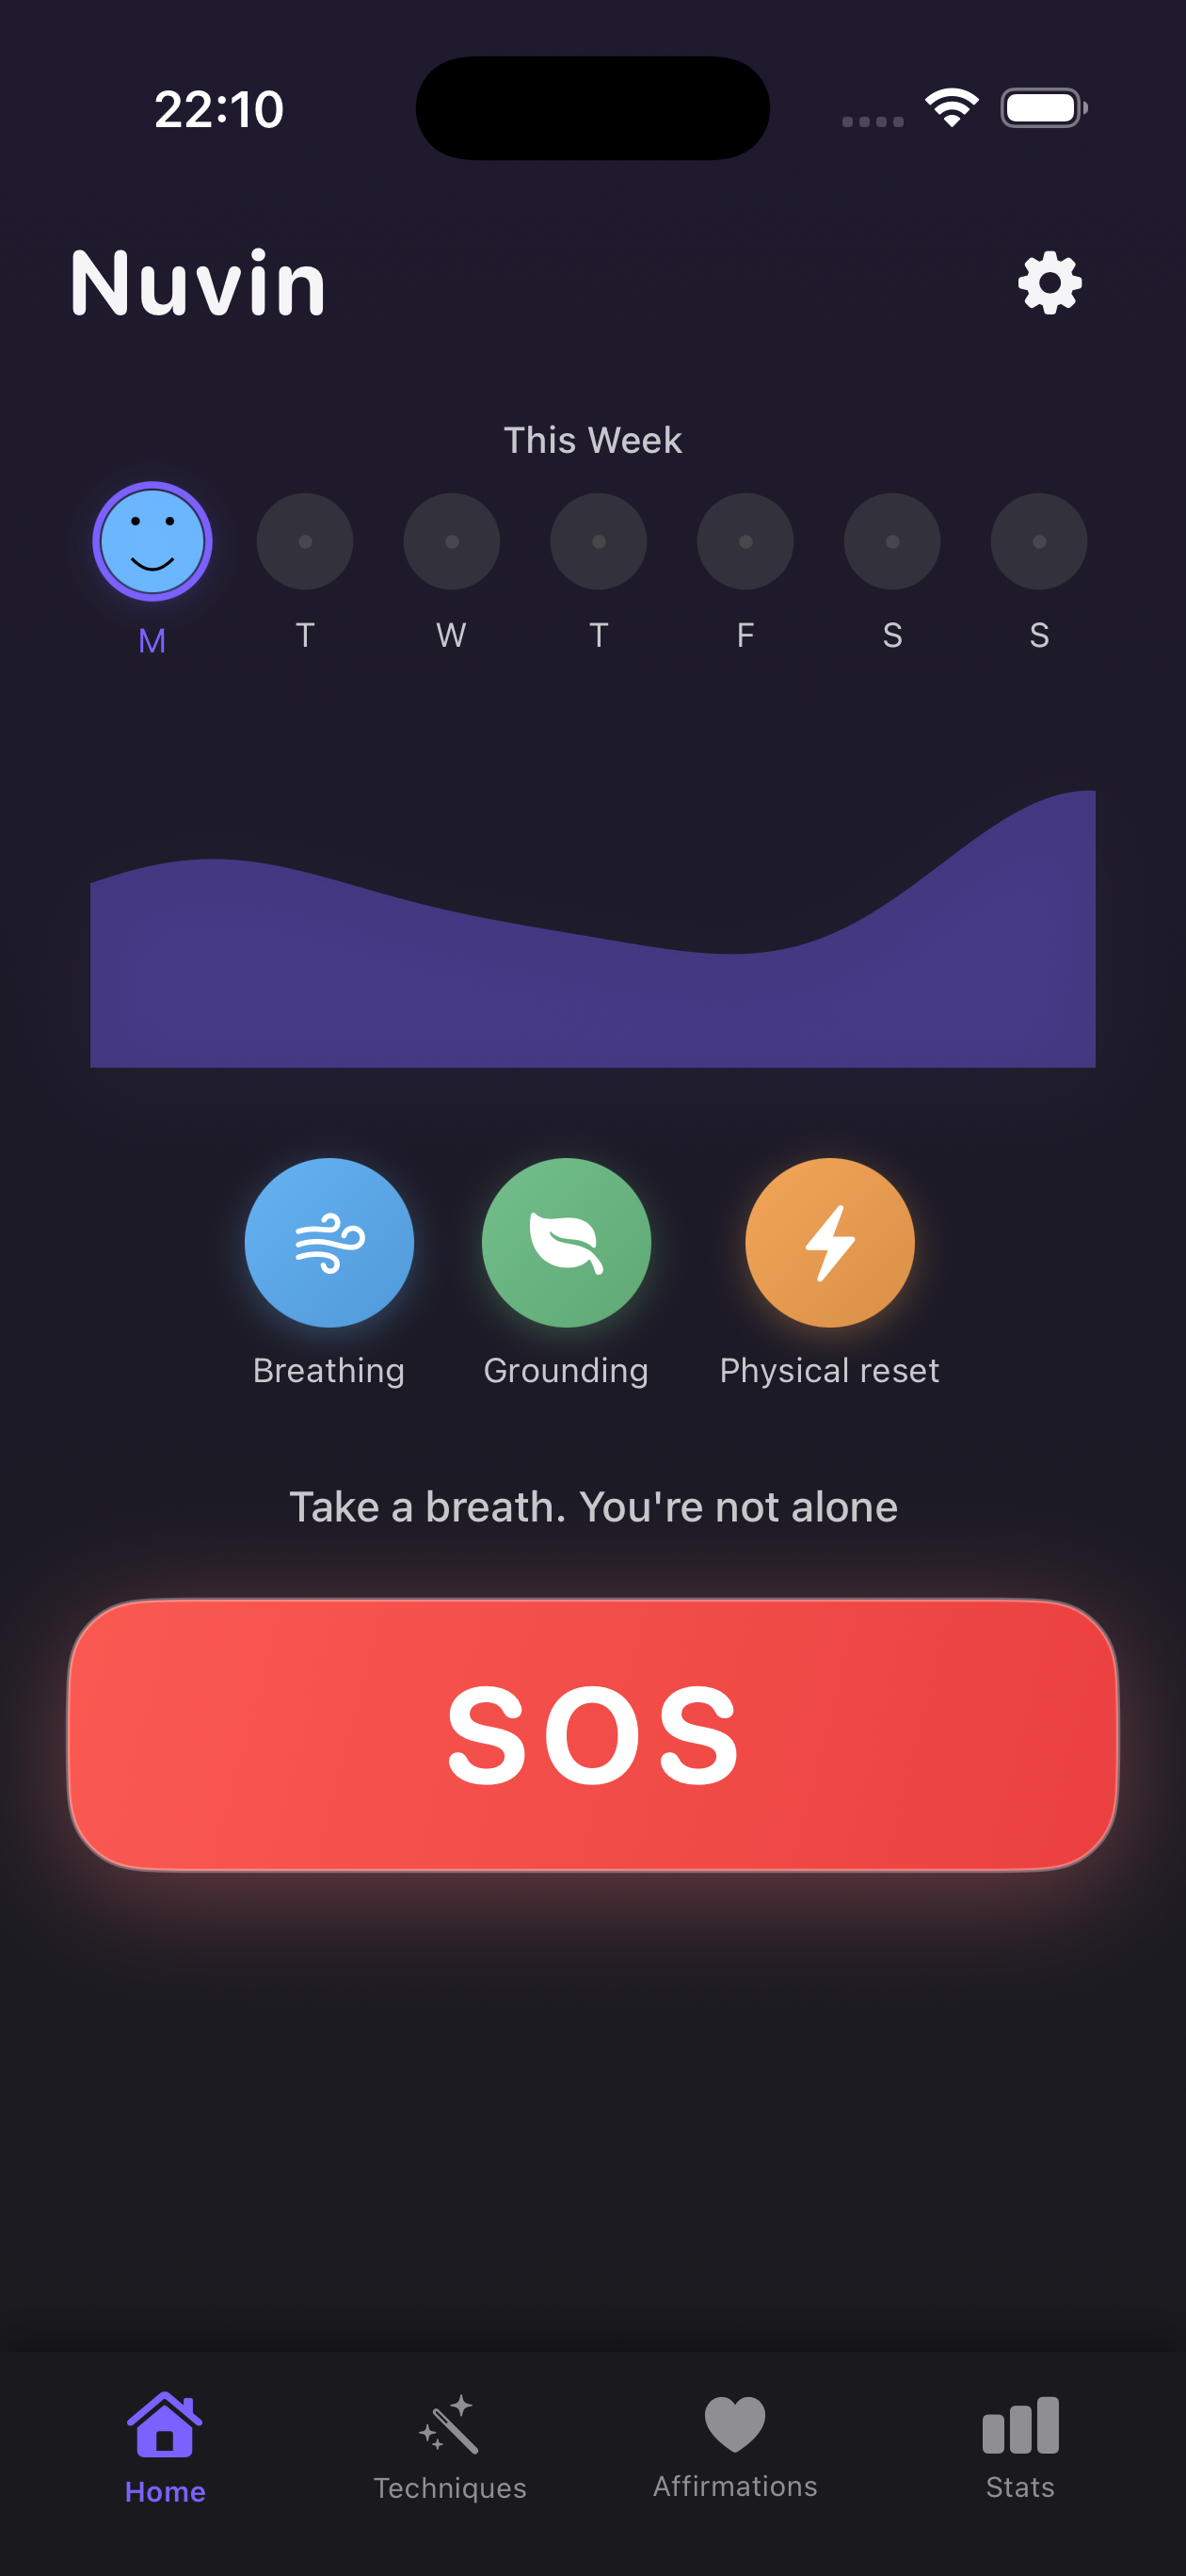 22:10
Nuvin
This Week
M T W T F S S
Breathing Grounding Physical reset
Take a breath. You're not alone
SOS
Home Techniques Affirmations Stats